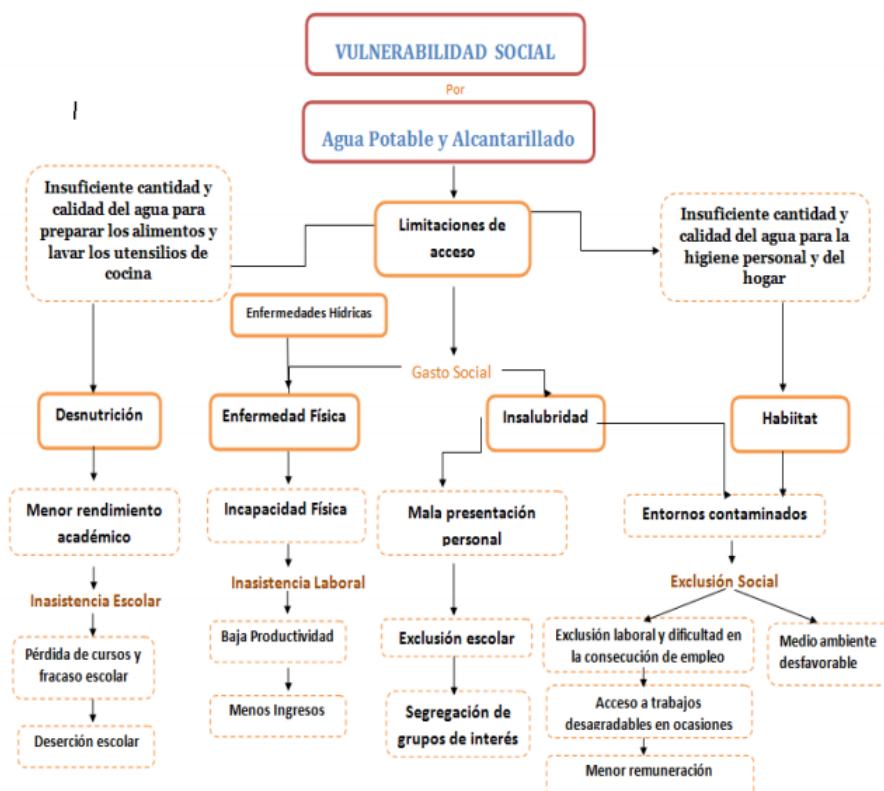 VULNERABILIDAD SOCIAL
Por
Agua Potable y Alcantarillado
Insuficiente cantidad y
calidad del agua para
preparar los alimentos y
lavar los utensilios de
cocina
Limitaciones de
acceso
Insuficiente cantidad y
calidad del agua para la
higiene personal y del
hogar
Enfermedades Hídricas
Gasto Social
Desnutrición
Enfermedad Física
Insalubridad
Habiitat
Menor rendimiento
académico
Incapacidad Física
Mala presentación
personal
Entornos contaminados
Inasistencia Escolar
Inasistencia Laboral
Exclusión Social
Pérdida de cursos y
fracaso escolar
Baja Productividad
Exclusión escolar
Exclusión laboral y dificultad en
la consecución de empleo
Medio ambiente
desfavorable
Deserción escolar
Menos Ingresos
Segregación de
grupos de interés
Acceso a trabajos
desagradables en ocasiones
Menor remuneración